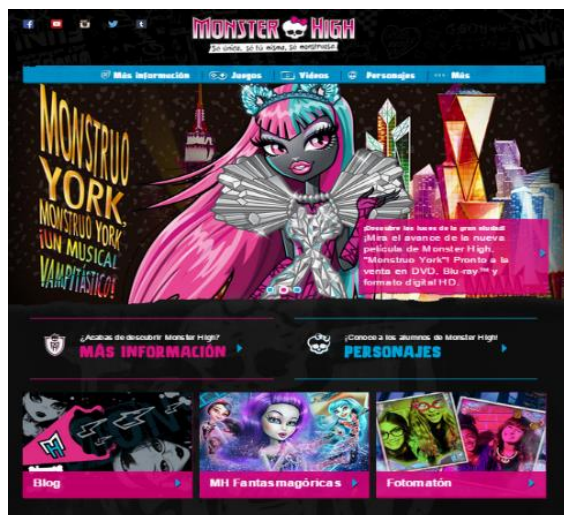 MONSTER HIGH
Sé única, sé tú misma, sé monstruosa.
Más información
Juegos
Vídeos
Personajes
Más
MONSTRUO
YORK
MONSTRUO YORK
¡UN MUSICAL
VAMPITÁSTICO!
¡Descubre las luces de la gran ciudad!
¡Mira el avance de la nueva
película de Monster High,
"Monstruo York"! Pronto a la
venta en DVD, Blu-ray™ y
formato digital HD.
¿Acabas de descubrir Monster High?
MÁS INFORMACIÓN
¡Conoce a los alumnos de Monster High!
PERSONAJES
Blog
MH Fantasmagóricas
Fotomatón